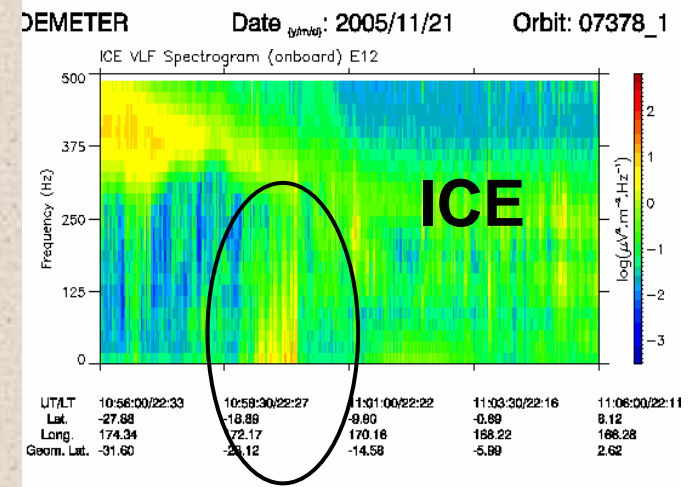 DEMETER Date (y/m/d): 2005/11/21 Orbit: 07378_1
ICE VLF Spectrogram (onboard) E12
500
375
250
125
0
Frequency (Hz)
ICE
2
1
0
-1
-2
-3
log(μV².m⁻².Hz⁻¹)
UT/LT 10:56:00/22:33 10:58:30/22:27 11:01:00/22:22 11:03:30/22:16 11:06:00/22:11
Lat. -27.88 -18.89 -9.80 -0.69 8.12
Long. 174.34 172.17 170.16 168.22 166.28
Geom. Lat. -31.60 -14.58 -5.99 2.62